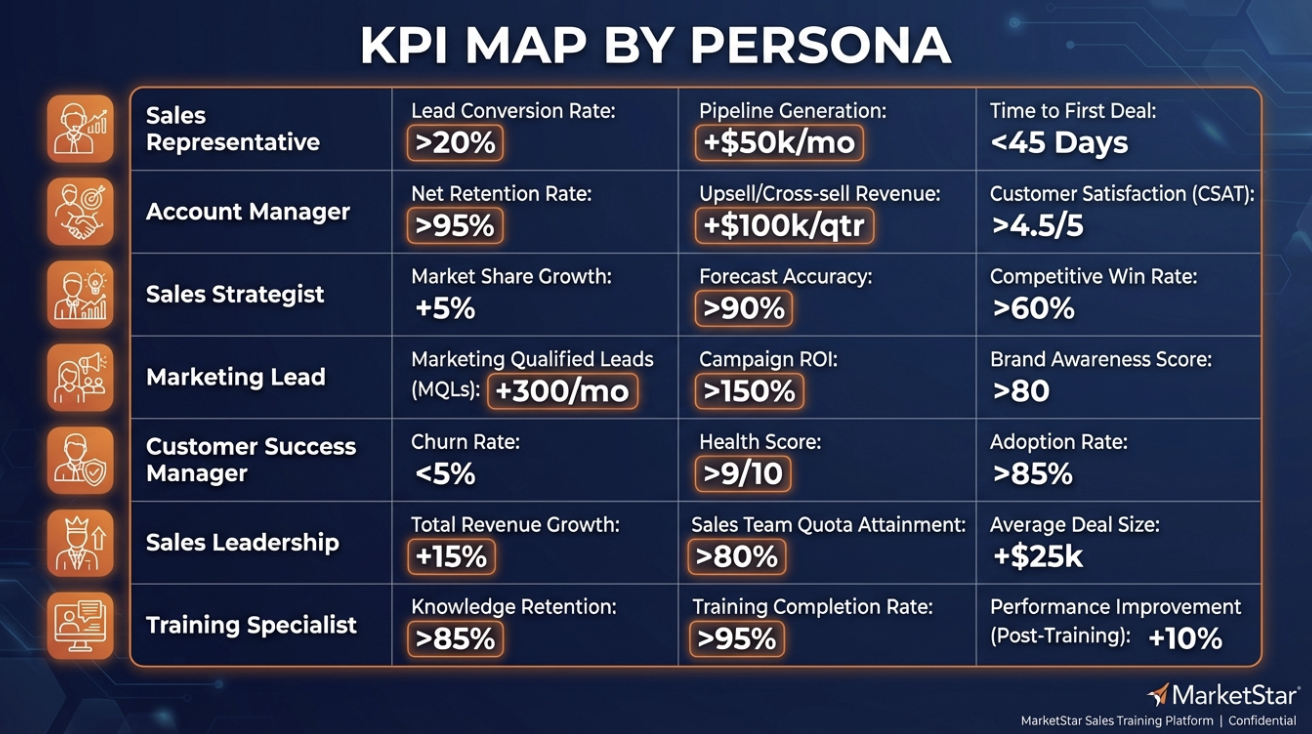 KPI MAP BY PERSONA
Sales
Representative
Lead Conversion Rate:
>20%
Pipeline Generation:
+$50k/mo
Time to First Deal:
<45 Days
Account Manager
Net Retention Rate:
>95%
Upsell/Cross-sell Revenue:
+$100k/qtr
Customer Satisfaction (CSAT):
>4.5/5
Sales Strategist
Market Share Growth:
+5%
Forecast Accuracy:
>90%
Competitive Win Rate:
>60%
Marketing Lead
Marketing Qualified Leads
(MQLs): +300/mo
Campaign ROI:
>150%
Brand Awareness Score:
>80
Customer Success
Manager
Churn Rate:
<5%
Health Score:
>9/10
Adoption Rate:
>85%
Sales Leadership
Total Revenue Growth:
+15%
Sales Team Quota Attainment:
>80%
Average Deal Size:
+$25k
Training Specialist
Knowledge Retention:
>85%
Training Completion Rate:
>95%
Performance Improvement
(Post-Training): +10%
MarketStar
MarketStar Sales Training Platform | Confidential